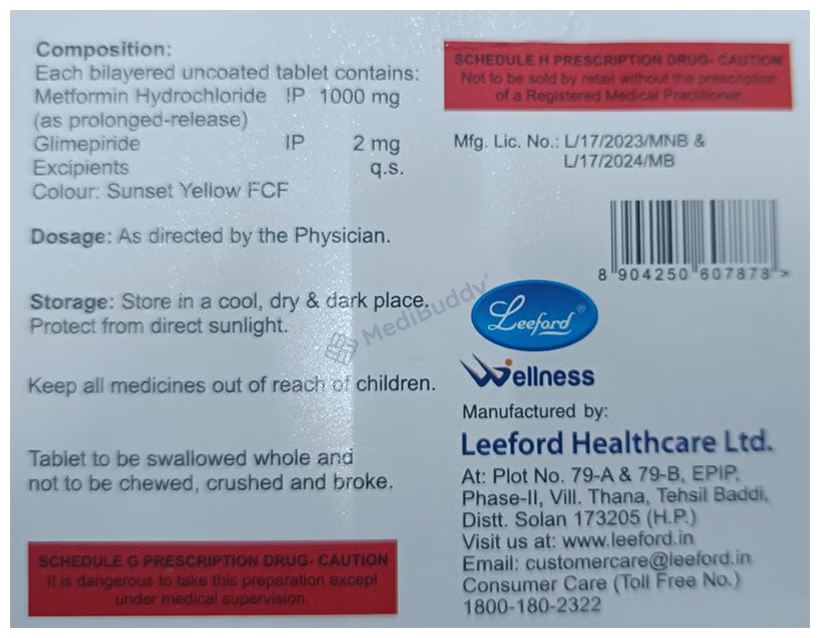 Composition:
Each bilayered uncoated tablet contains:
Metformin Hydrochloride IP 1000 mg
(as prolonged-release)
Glimepiride IP 2 mg
Excipients q.s.
Colour: Sunset Yellow FCF
Dosage: As directed by the Physician.
Storage: Store in a cool, dry & dark place.
Protect from direct sunlight.
Keep all medicines out of reach of children.
Tablet to be swallowed whole and
not to be chewed, crushed and broke.
SCHEDULE G PRESCRIPTION DRUG- CAUTION
It is dangerous to take this preparation except
under medical supervision.
SCHEDULE H PRESCRIPTION DRUG- CAUTION
Not to be sold by retail without the prescription
of a Registered Medical Practitioner.
Mfg. Lic. No.: L/17/2023/MNB &
L/17/2024/MB
8 904250 607878 >
MediBuddy
Leeford®
Wellness
Manufactured by:
Leeford Healthcare Ltd.
At: Plot No. 79-A & 79-B, EPIP,
Phase-II, Vill. Thana, Tehsil Baddi,
Distt. Solan 173205 (H.P.)
Visit us at: www.leeford.in
Email: customercare@leeford.in
Consumer Care (Toll Free No.)
1800-180-2322